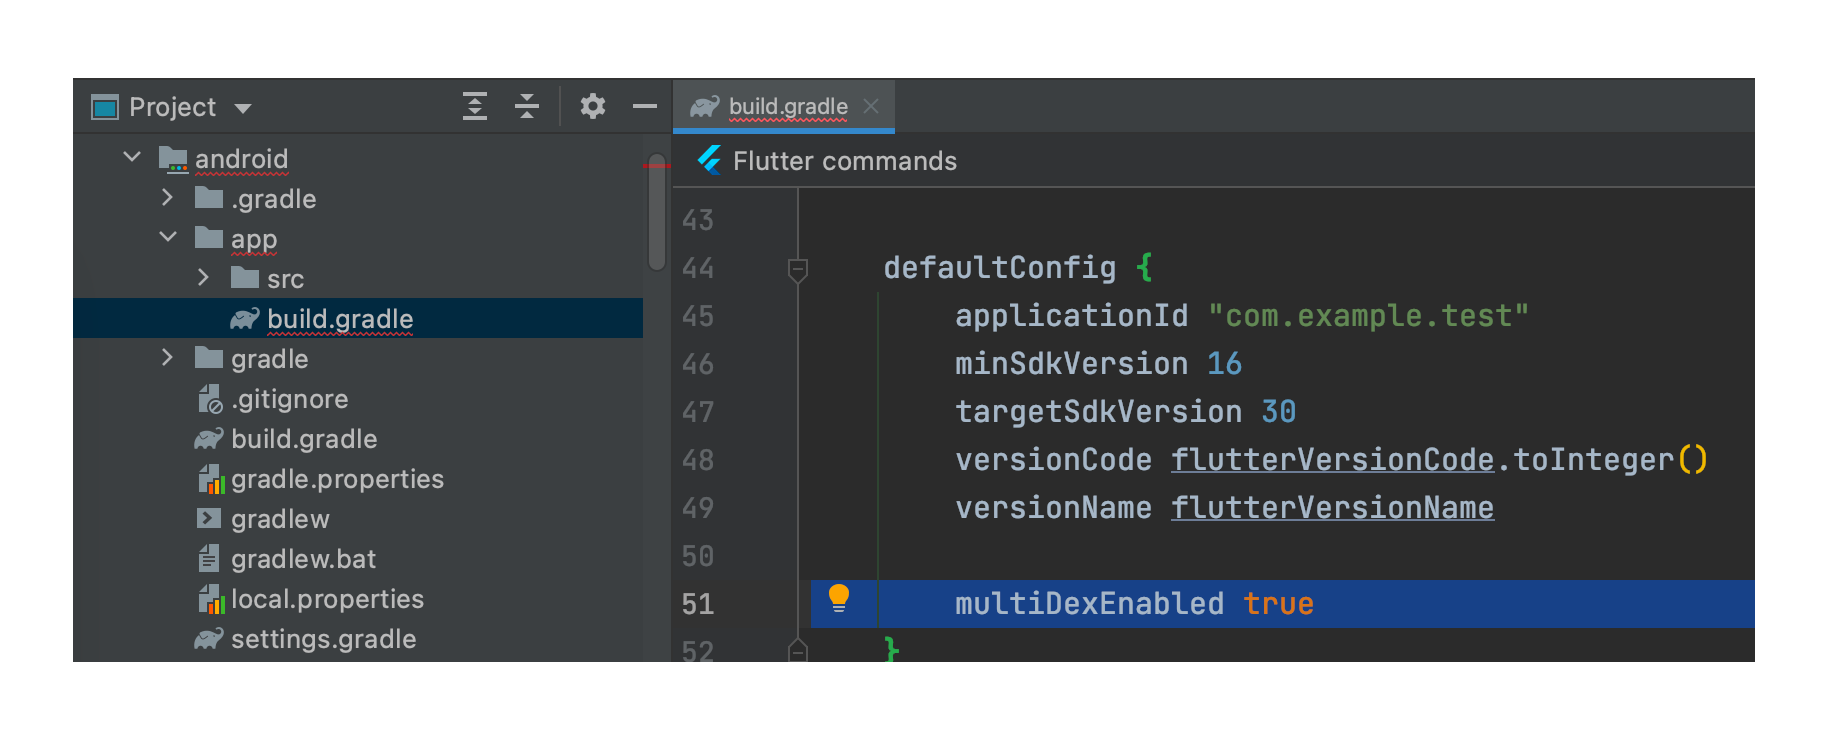 Project
android
.gradle
app
src
build.gradle
gradle
.gitignore
build.gradle
gradle.properties
gradlew
gradlew.bat
local.properties
settings.gradle
build.gradle
Flutter commands
43
44 defaultConfig {
45 applicationId "com.example.test"
46 minSdkVersion 16
47 targetSdkVersion 30
48 versionCode flutterVersionCode.toInteger()
49 versionName flutterVersionName
50
51 multiDexEnabled true
52 }